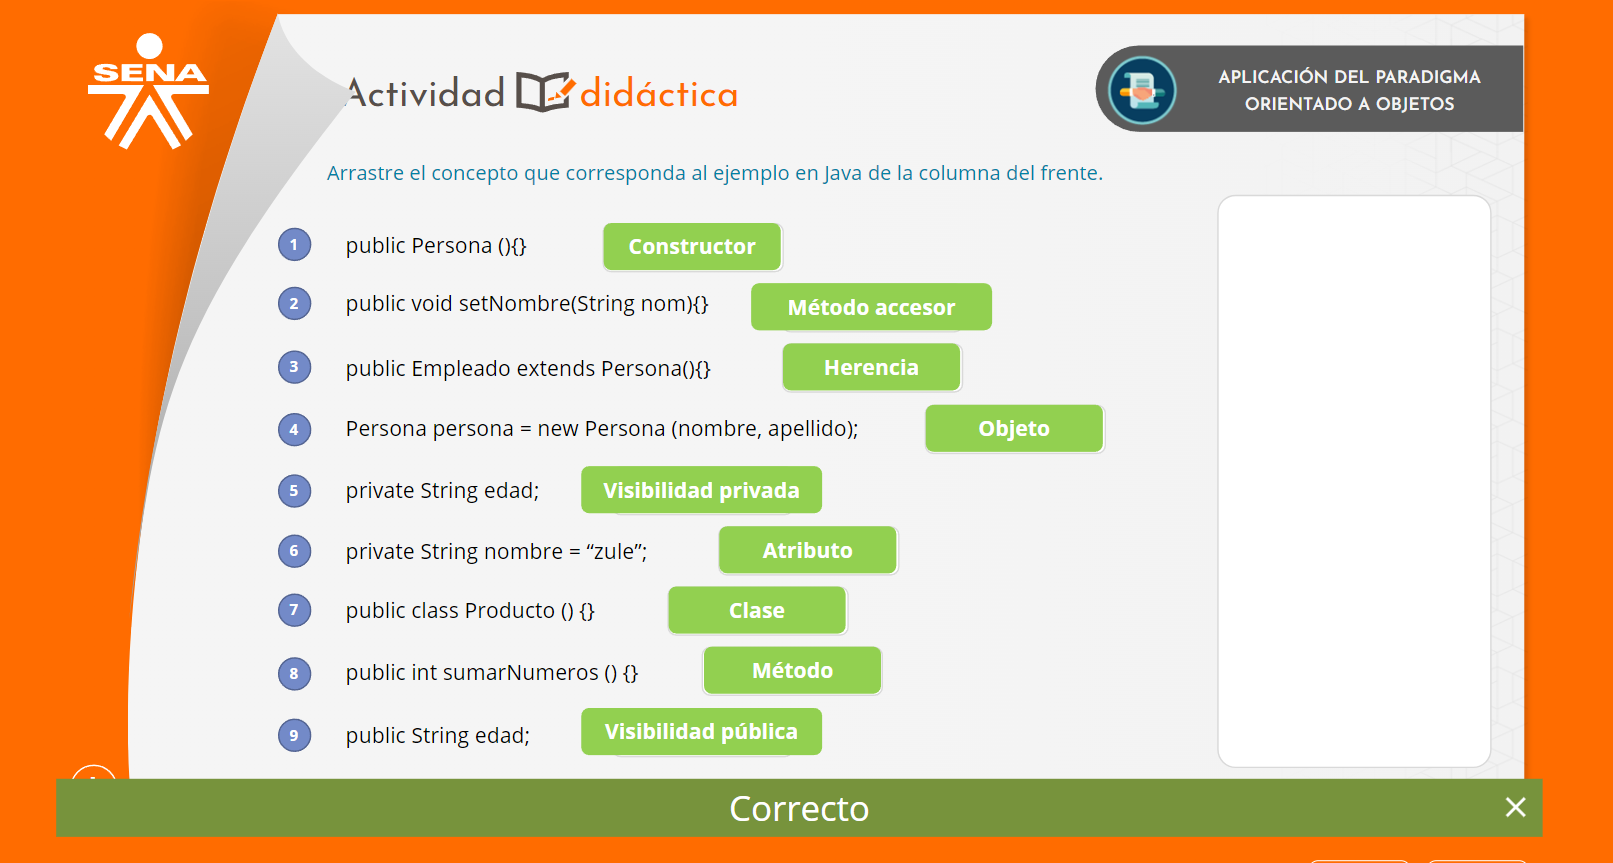 SENA
Actividad didáctica
APLICACIÓN DEL PARADIGMA
ORIENTADO A OBJETOS
Arrastre el concepto que corresponda al ejemplo en Java de la columna del frente.
1 public Persona (){} Constructor
2 public void setNombre(String nom){} Método accesor
3 public Empleado extends Persona(){} Herencia
4 Persona persona = new Persona (nombre, apellido); Objeto
5 private String edad; Visibilidad privada
6 private String nombre = “zule”; Atributo
7 public class Producto () {} Clase
8 public int sumarNumeros () {} Método
9 public String edad; Visibilidad pública
Correcto